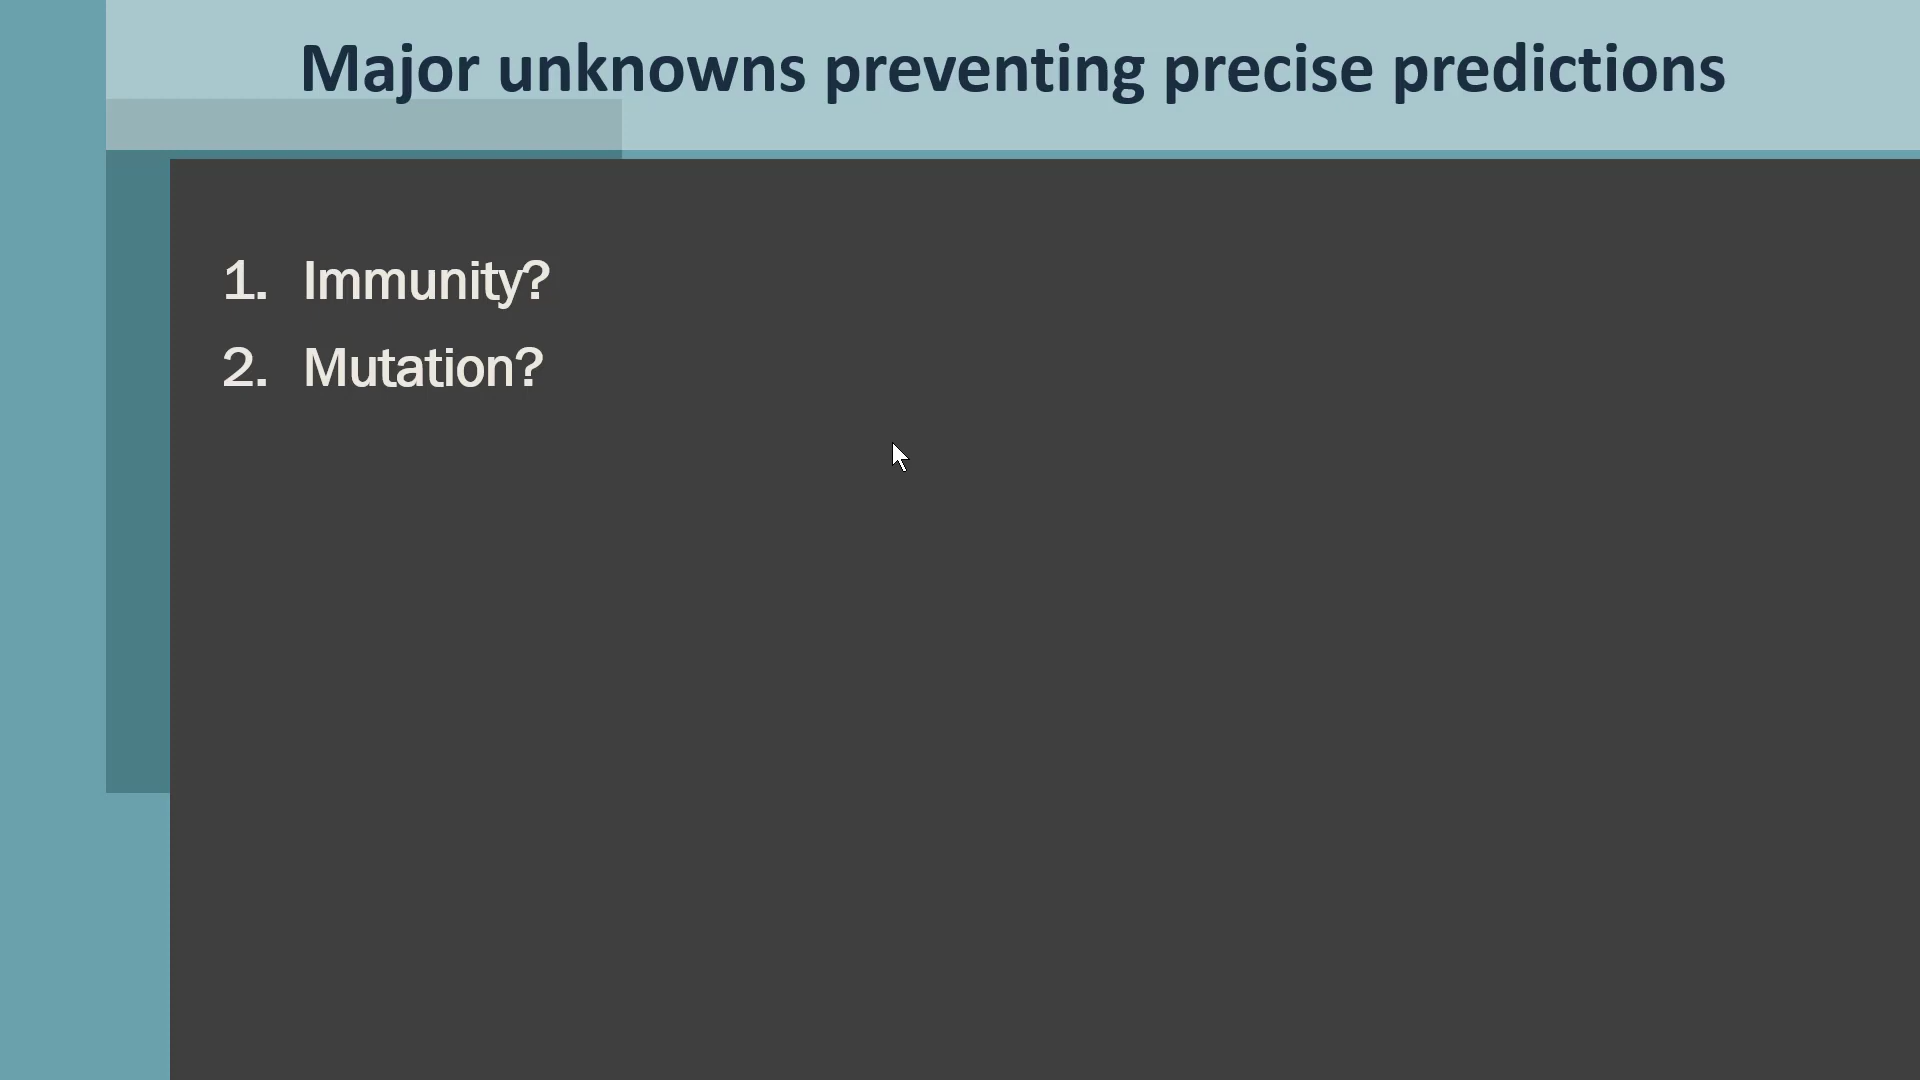 Major unknowns preventing precise predictions
1. Immunity?
2. Mutation?